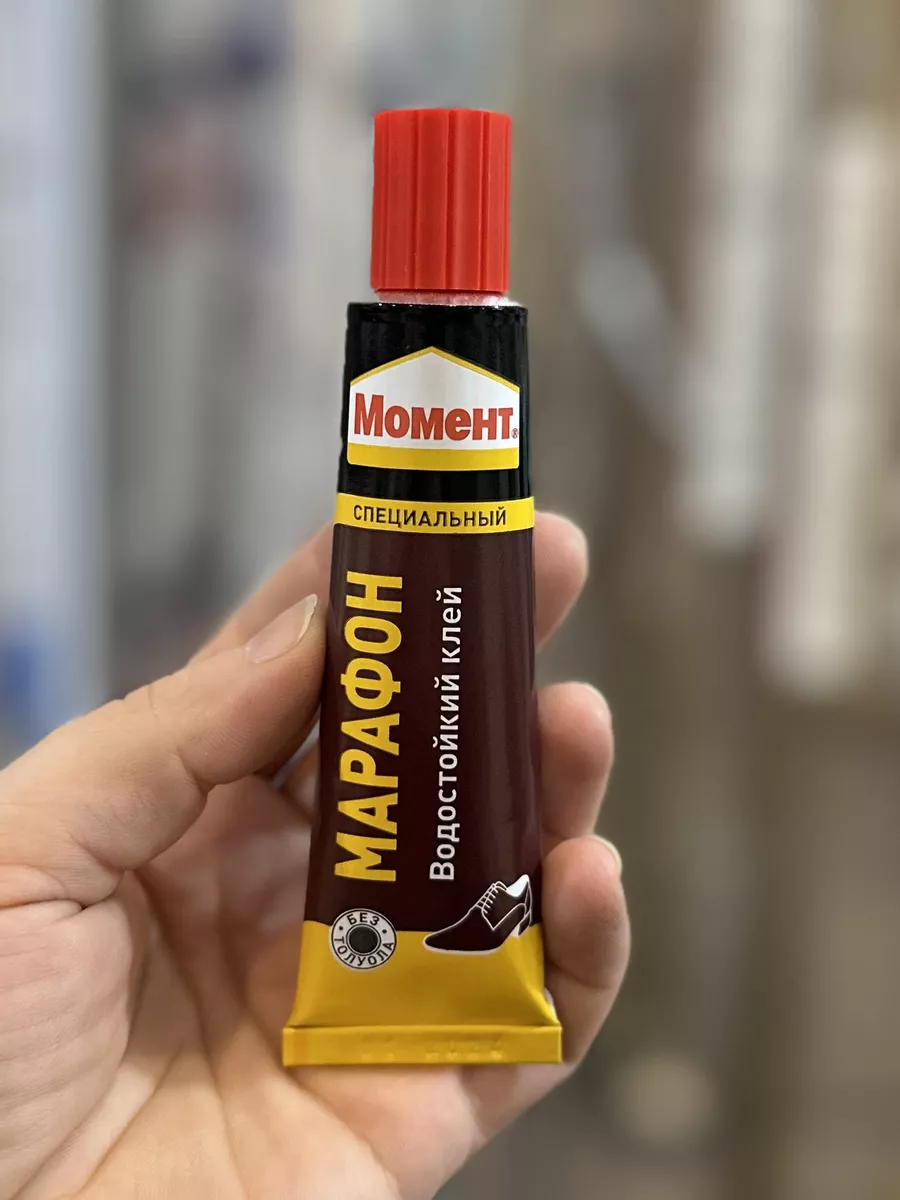 Момент®
СПЕЦИАЛЬНЫЙ
МАРАФОН
Водостойкий клей
БЕЗ
ТОЛУОЛА